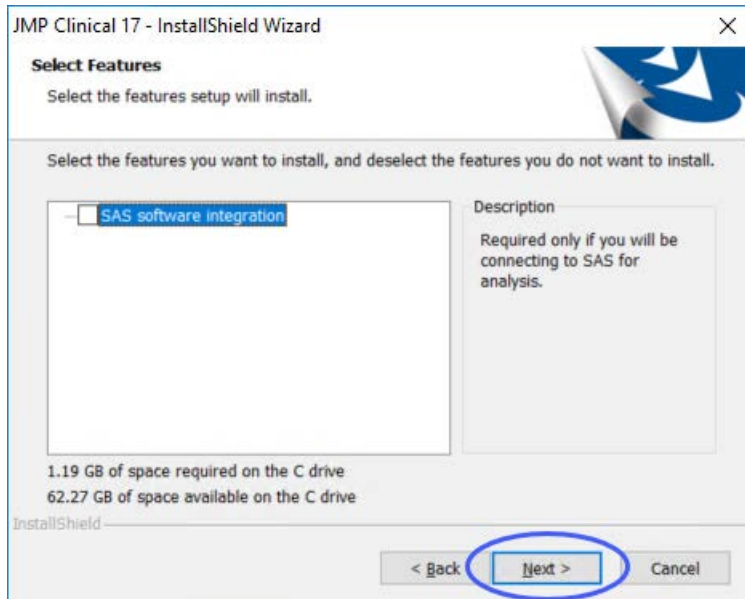 JMP Clinical 17 - InstallShield Wizard
Select Features
Select the features setup will install.
Select the features you want to install, and deselect the features you do not want to install.
SAS software integration
Description
Required only if you will be
connecting to SAS for
analysis.
1.19 GB of space required on the C drive
62.27 GB of space available on the C drive
InstallShield
< Back
Next >
Cancel